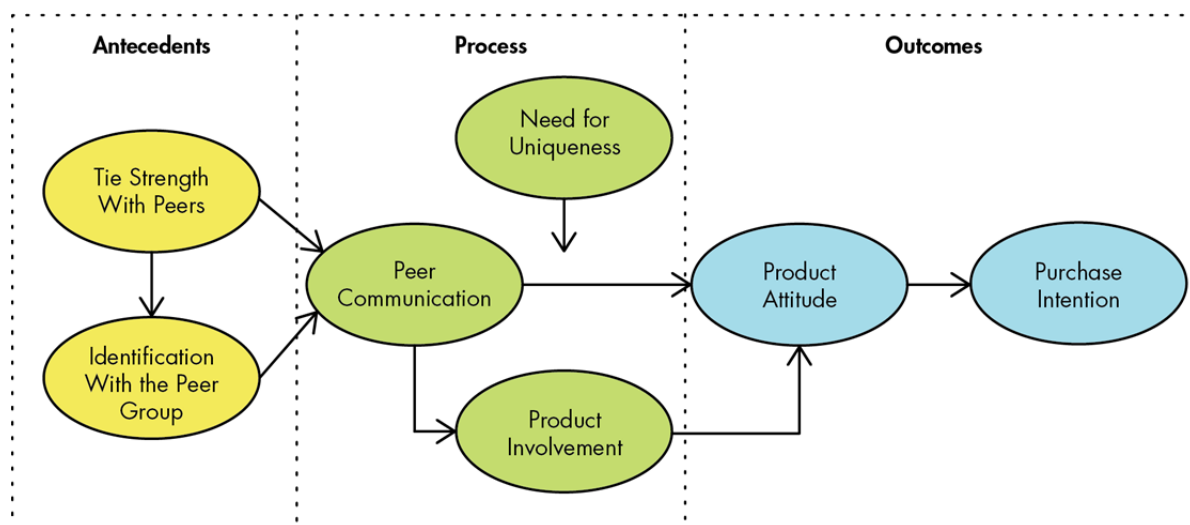 Antecedents
Process
Outcomes
Need for
Uniqueness
Tie Strength
With Peers
Peer
Communication
Product
Attitude
Purchase
Intention
Identification
With the Peer
Group
Product
Involvement